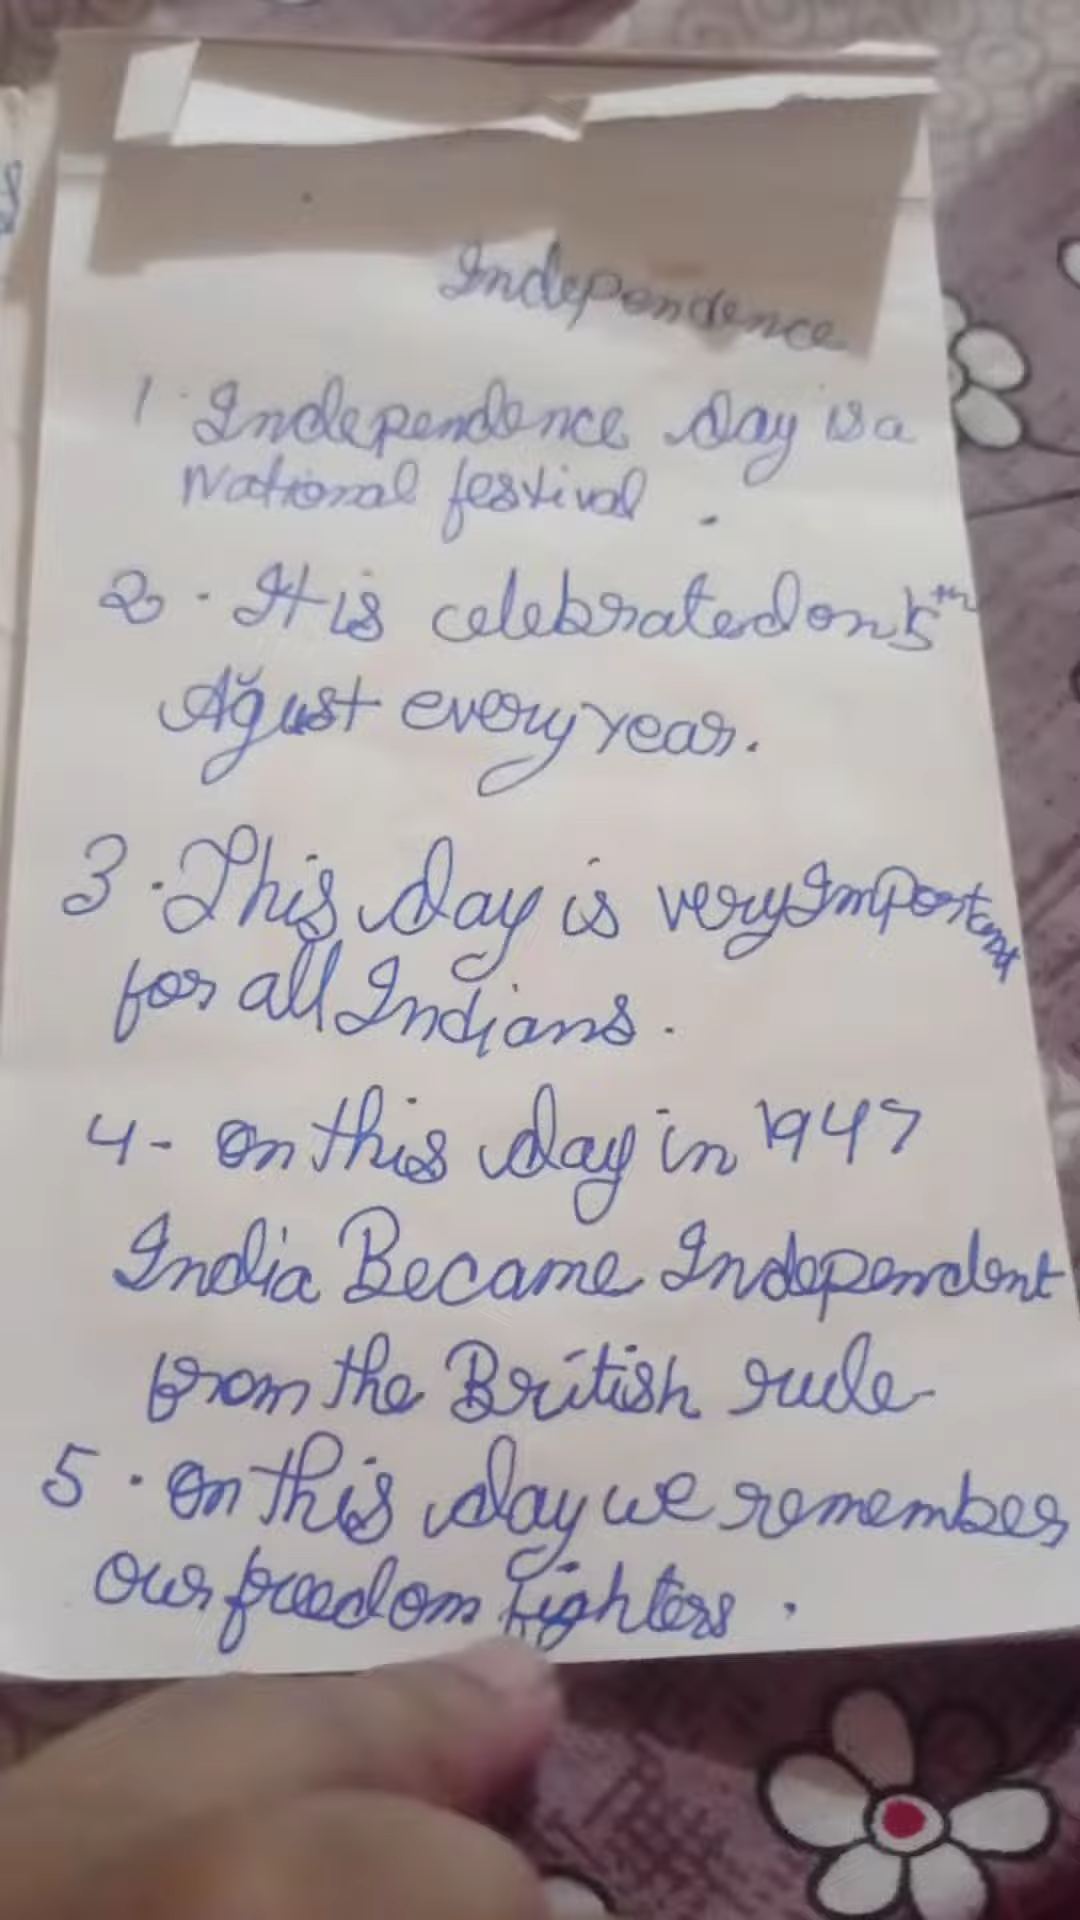 Independence
1. Independence day is a
National festival.
2. It is celebrated on 15th
Agust every year.
3. This day is very Important
for all Indians.
4- on this day in 1947
India Became Independent
from the British rule
5. on this day we remember
our freedom fighters.